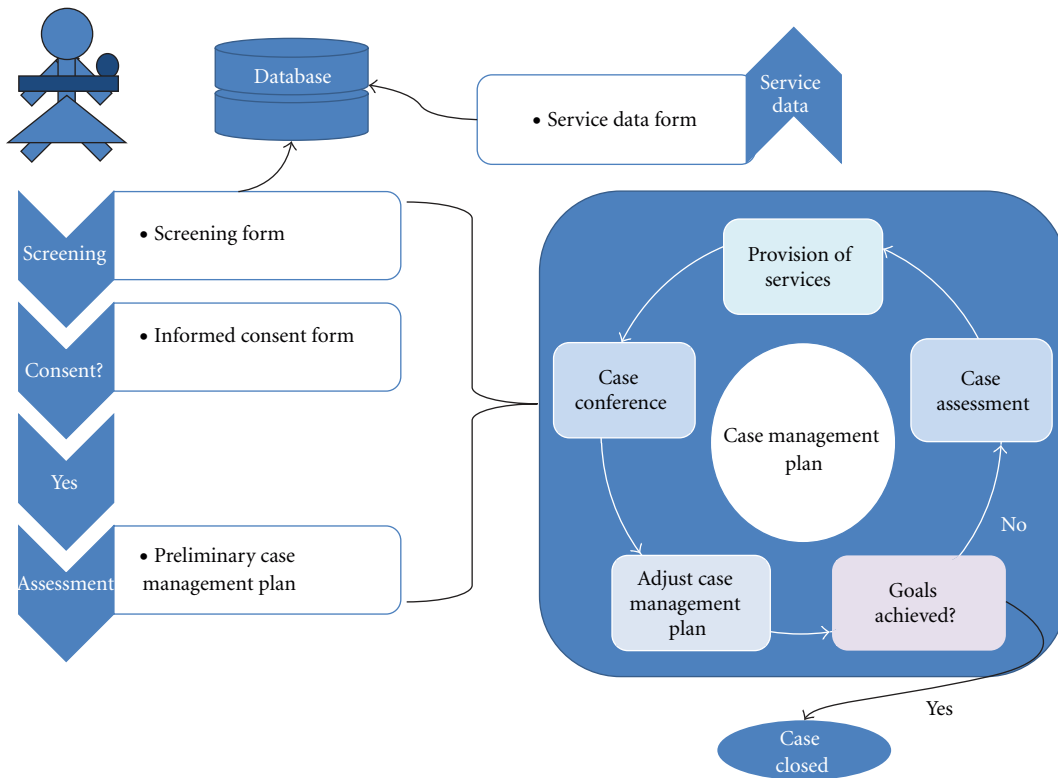 Database
• Service data form
Service
data
Screening
• Screening form
Consent?
• Informed consent form
Yes
Assessment
• Preliminary case
management plan
Provision of
services
Case
conference
Case
assessment
Case management
plan
No
Adjust case
management
plan
Goals
achieved?
Yes
Case
closed